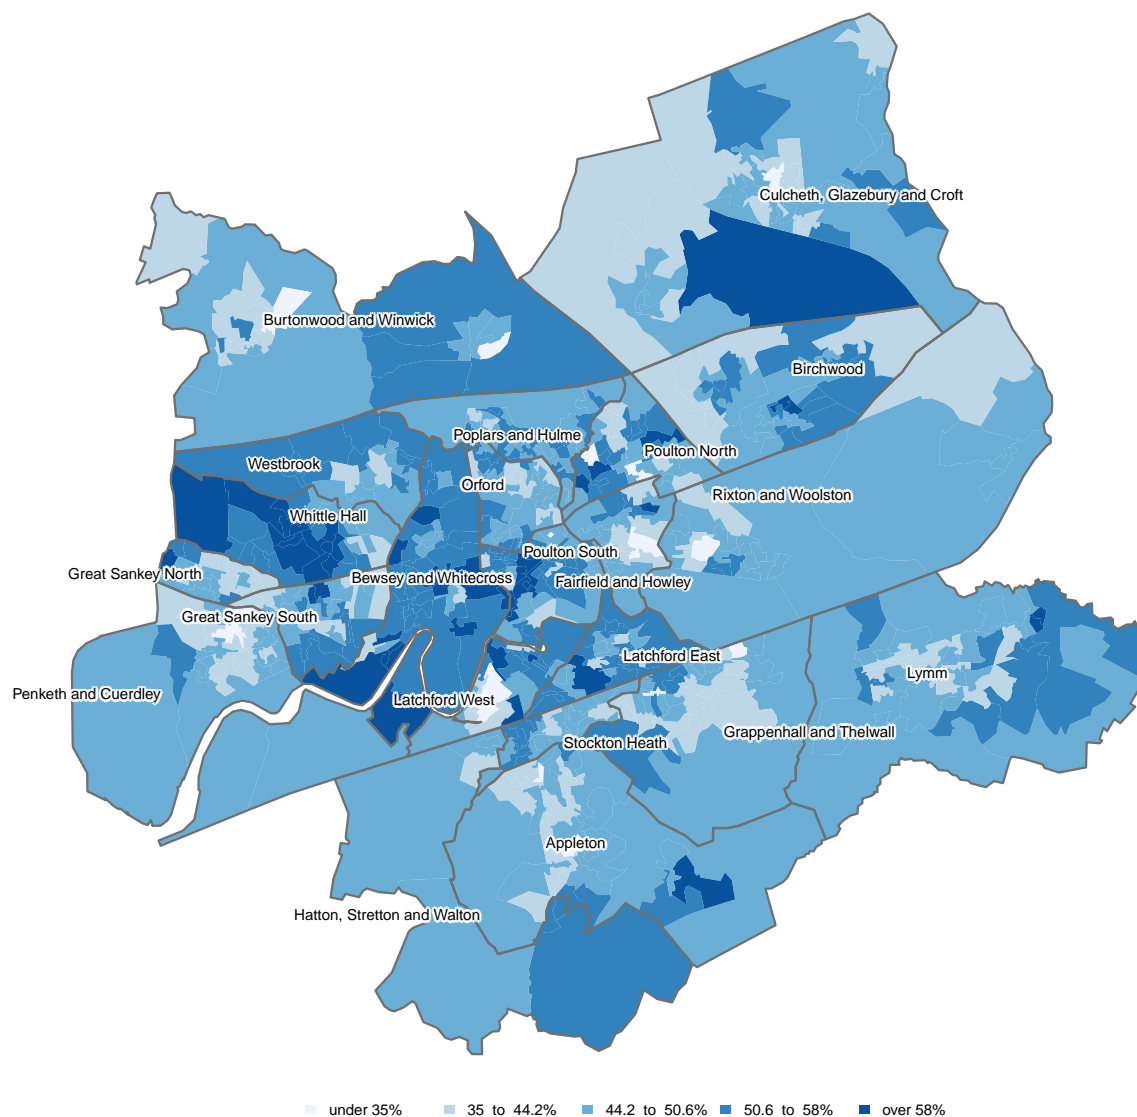 Culcheth, Glazebury and Croft
Burtonwood and Winwick
Birchwood
Poplars and Hulme
Poulton North
Westbrook
Orford
Rixton and Woolston
Whittle Hall
Poulton South
Great Sankey North
Bewsey and Whitecross
Fairfield and Howley
Great Sankey South
Latchford East
Lymm
Penketh and Cuerdley
Latchford West
Grappenhall and Thelwall
Stockton Heath
Appleton
Hatton, Stretton and Walton
under 35% 35 to 44.2% 44.2 to 50.6% 50.6 to 58% over 58%